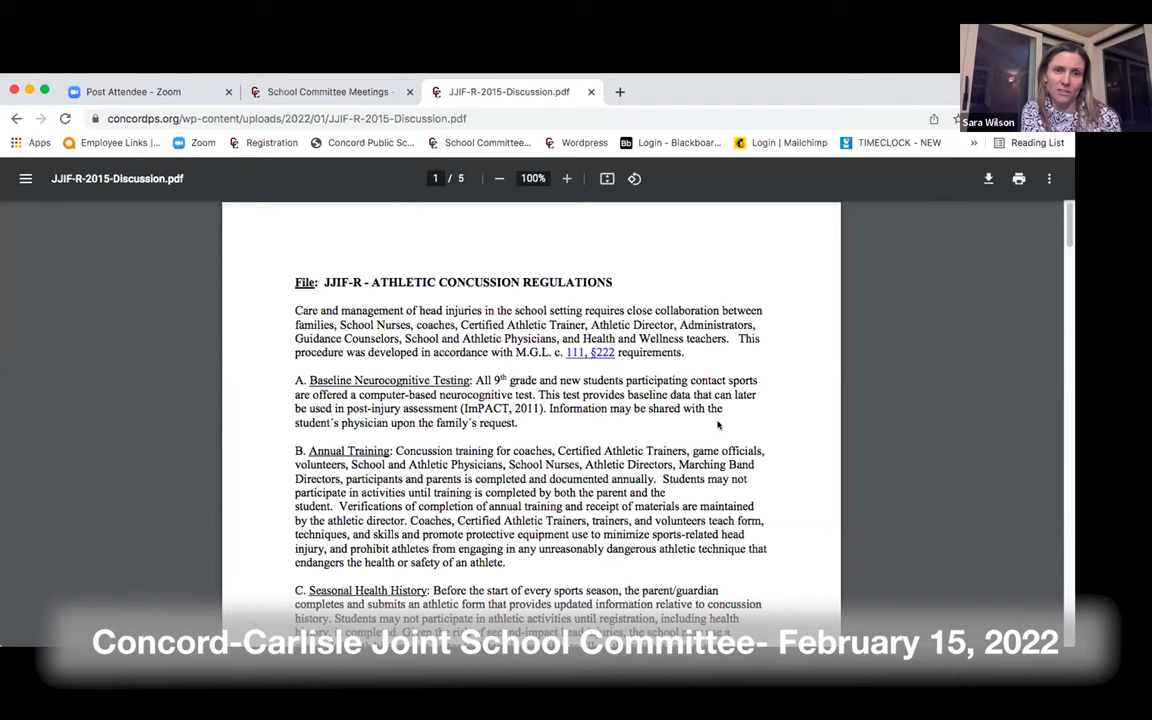 Sara Wilson
Post Attendee - Zoom
School Committee Meetings -
JJIF-R-2015-Discussion.pdf
concordps.org/wp-content/uploads/2022/01/JJIF-R-2015-Discussion.pdf
Apps Employee Links |... Zoom Registration Concord Public Sc... School Committee... Wordpress Bb Login - Blackboar... Login | Mailchimp TIMECLOCK - NEW » Reading List
JJIF-R-2015-Discussion.pdf 1 / 5 100%
File: JJIF-R - ATHLETIC CONCUSSION REGULATIONS
Care and management of head injuries in the school setting requires close collaboration between
families, School Nurses, coaches, Certified Athletic Trainer, Athletic Director, Administrators,
Guidance Counselors, School and Athletic Physicians, and Health and Wellness teachers. This
procedure was developed in accordance with M.G.L. c. 111, §222 requirements.
A. Baseline Neurocognitive Testing: All 9th grade and new students participating contact sports
are offered a computer-based neurocognitive test. This test provides baseline data that can later
be used in post-injury assessment (ImPACT, 2011). Information may be shared with the
student´s physician upon the family´s request.
B. Annual Training: Concussion training for coaches, Certified Athletic Trainers, game officials,
volunteers, School and Athletic Physicians, School Nurses, Athletic Directors, Marching Band
Directors, participants and parents is completed and documented annually. Students may not
participate in activities until training is completed by both the parent and the
student. Verifications of completion of annual training and receipt of materials are maintained
by the athletic director. Coaches, Certified Athletic Trainers, trainers, and volunteers teach form,
techniques, and skills and promote protective equipment use to minimize sports-related head
injury, and prohibit athletes from engaging in any unreasonably dangerous athletic technique that
endangers the health or safety of an athlete.
C. Seasonal Health History: Before the start of every sports season, the parent/guardian
completes and submits an athletic form that provides updated information relative to concussion
history. Students may not participate in athletic activities until registration, including health
Concord-Carlisle Joint School Committee- February 15, 2022